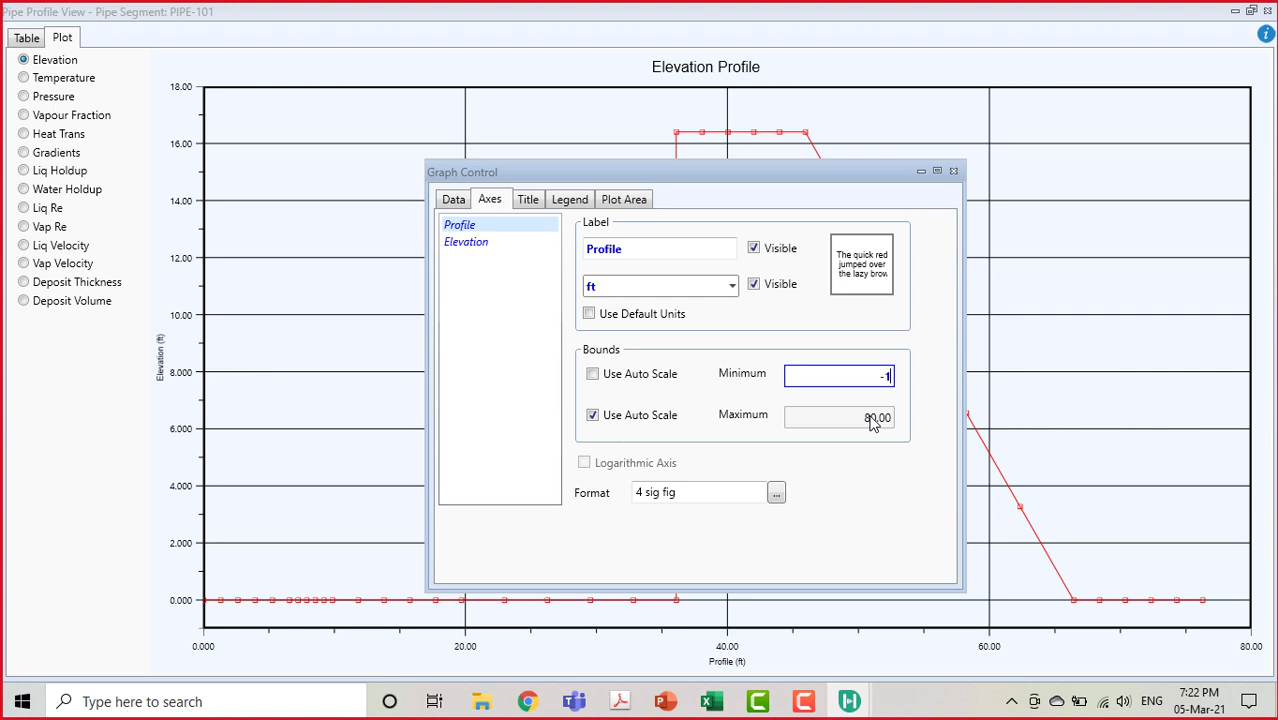 Pipe Profile View - Pipe Segment: PIPE-101
Table
Plot
Elevation
Temperature
Pressure
Vapour Fraction
Heat Trans
Gradients
Liq Holdup
Water Holdup
Liq Re
Vap Re
Liq Velocity
Vap Velocity
Deposit Thickness
Deposit Volume
Elevation Profile
18.00
16.00
14.00
12.00
10.00
8.000
6.000
4.000
2.000
0.000
Elevation (ft)
0.000
20.00
40.00
60.00
80.00
Profile (ft)
Graph Control
Data
Axes
Title
Legend
Plot Area
Profile
Elevation
Label
Profile
Visible
ft
Visible
Use Default Units
The quick red
jumped over
the lazy brow
Bounds
Use Auto Scale
Minimum
-1
Use Auto Scale
Maximum
80.00
Logarithmic Axis
Format
4 sig fig
...
Type here to search
ENG
7:22 PM
05-Mar-21